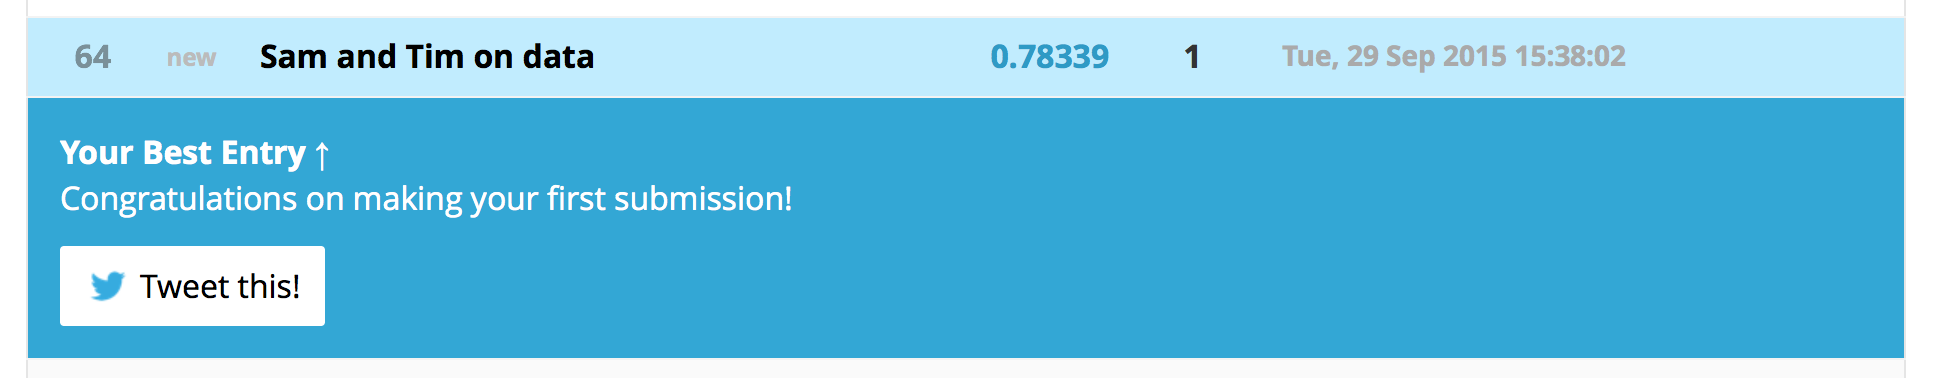 64 new Sam and Tim on data 0.78339 1 Tue, 29 Sep 2015 15:38:02
Your Best Entry ↑
Congratulations on making your first submission!
Tweet this!